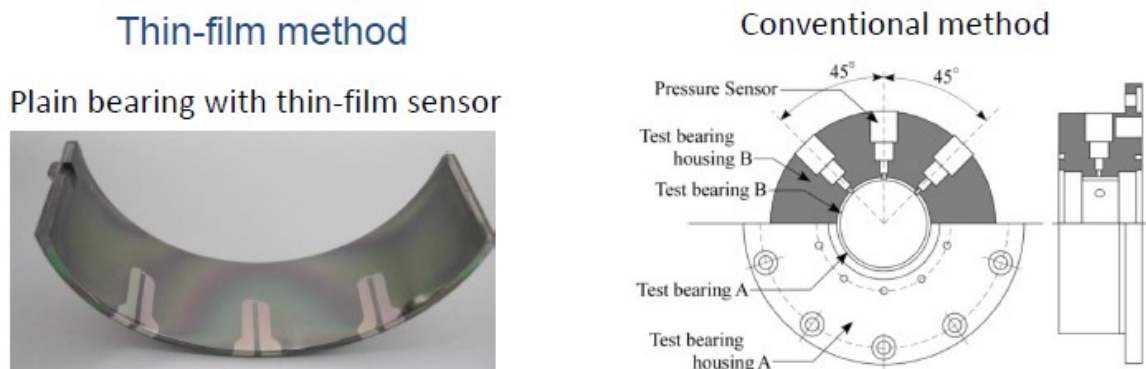 Thin-film method
Plain bearing with thin-film sensor
Conventional method
45°
45°
Pressure Sensor
Test bearing
housing B
Test bearing B
Test bearing A
Test bearing
housing A